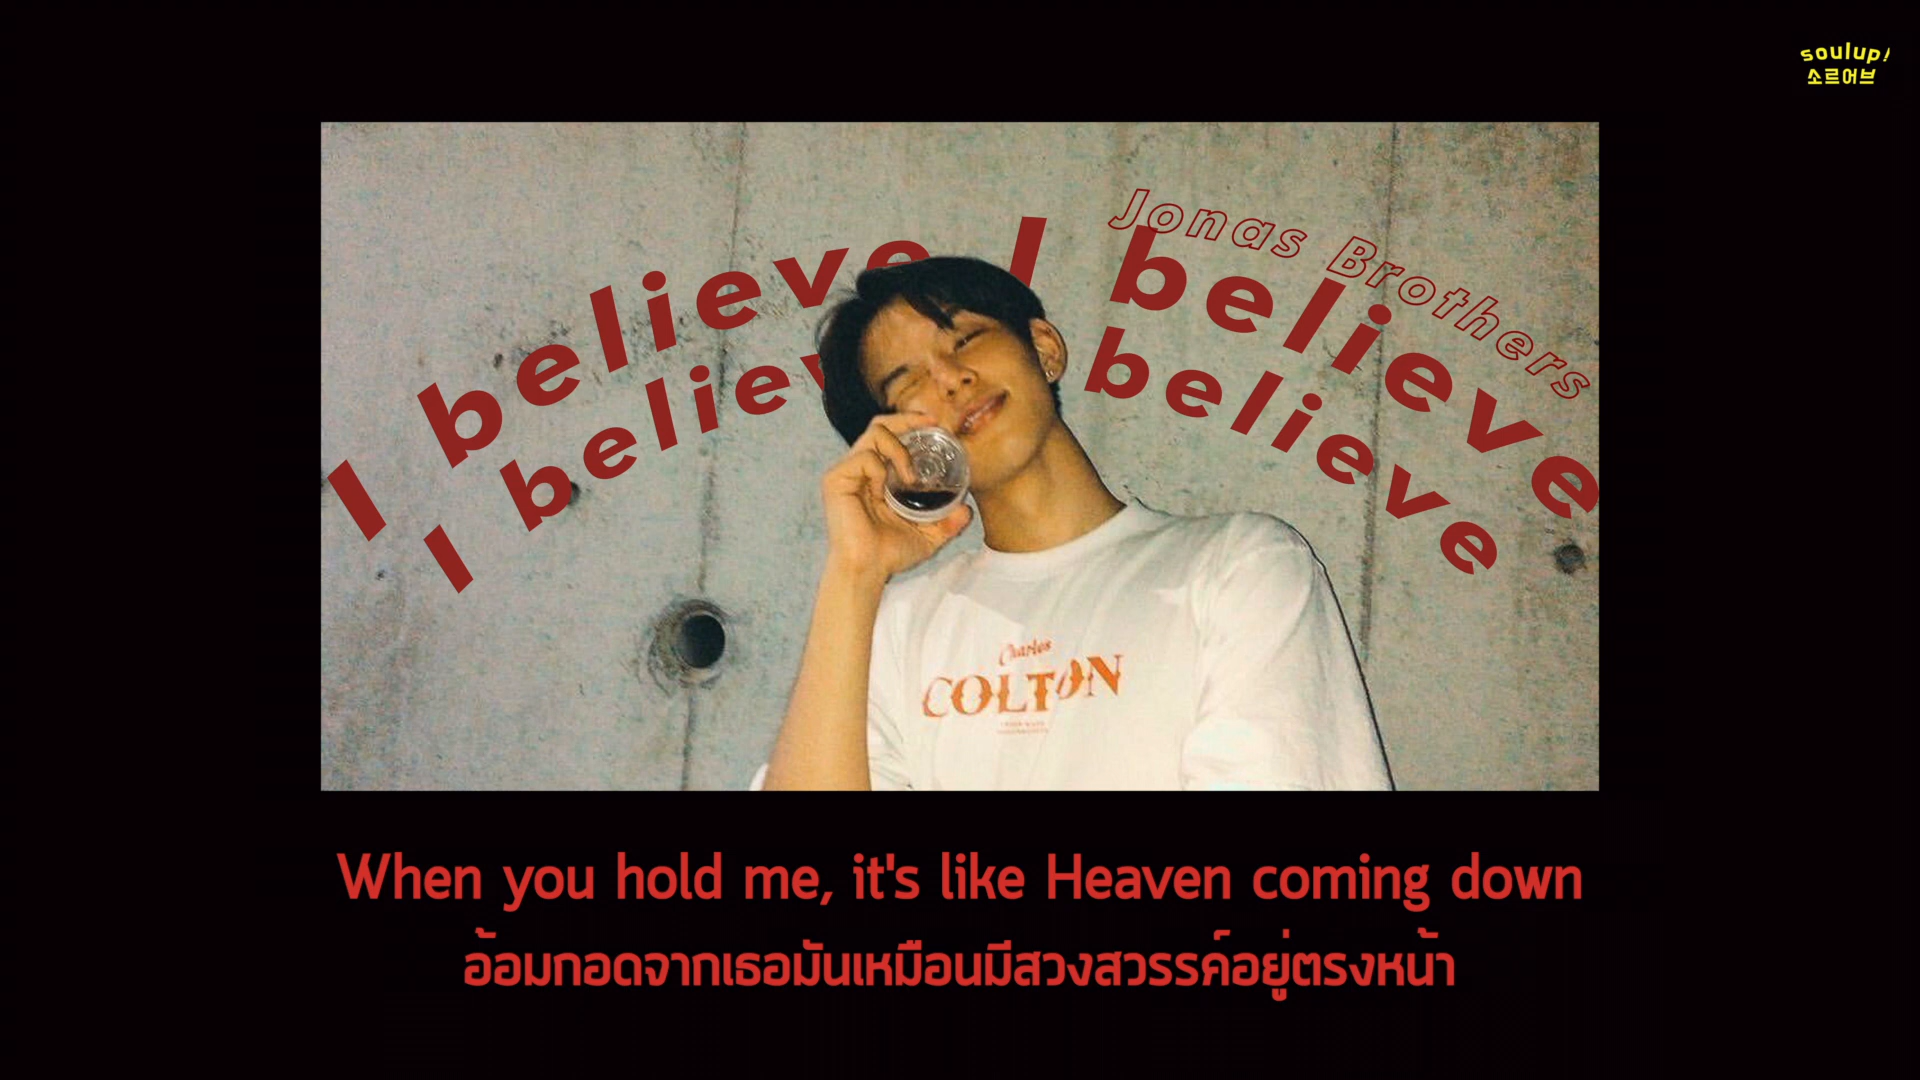 soulup!
소르어브
Jonas Brothers
I believe I believe
I believ believe
Charles
COLTON
When you hold me, it's like Heaven coming down
อ้อมกอดจากเธอมันเหมือนมีสวงสวรรค์อยู่ตรงหน้า